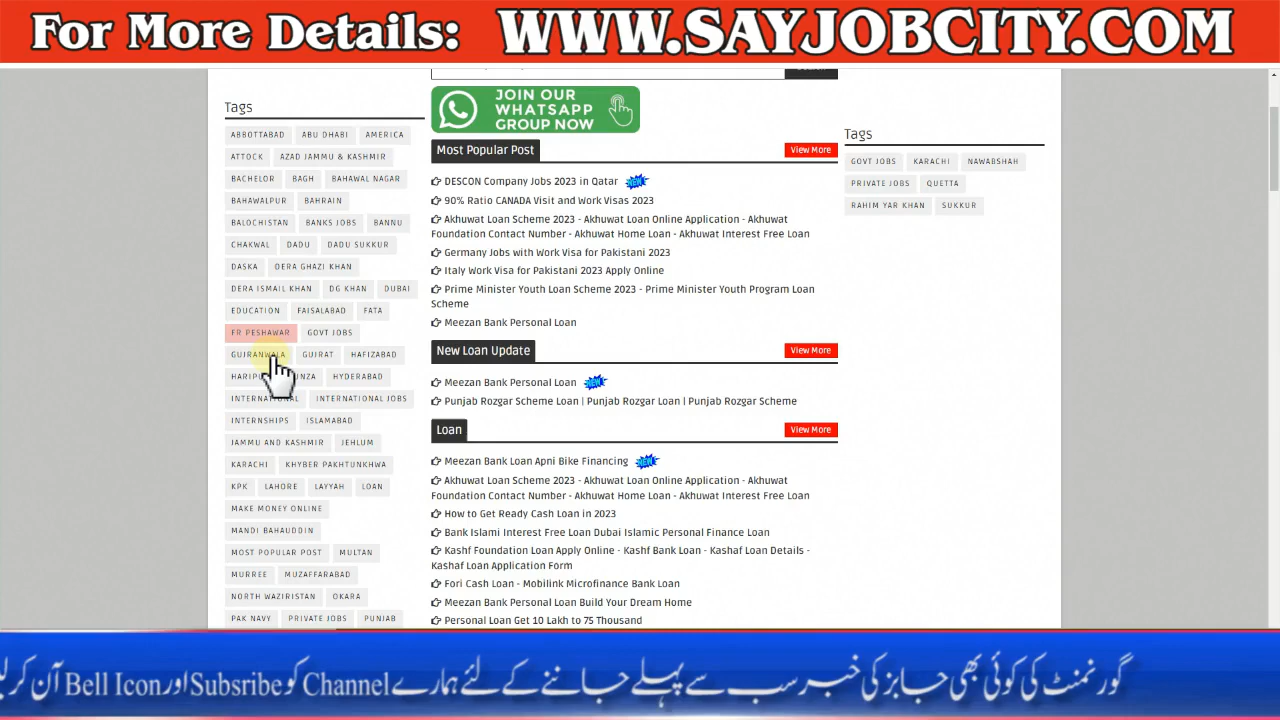 For More Details: WWW.SAYJOBCITY.COM
Tags
ABBOTTABAD ABU DHABI AMERICA
ATTOCK AZAD JAMMU & KASHMIR
BACHELOR BAGH BAHAWAL NAGAR
BAHAWALPUR BAHRAIN
BALOCHISTAN BANKS JOBS BANNU
CHAKWAL DADU DADU SUKKUR
DASKA DERA GHAZI KHAN
DERA ISMAIL KHAN DG KHAN DUBAI
EDUCATION FAISALABAD FATA
FR PESHAWAR GOVT JOBS
GUJRANWALA GUJRAT HAFIZABAD
HYDERABAD
INTERNATIONAL INTERNATIONAL JOBS
INTERNSHIPS ISLAMABAD
JAMMU AND KASHMIR JEHLUM
KARACHI KHYBER PAKHTUNKHWA
KPK LAHORE LAYYAH LOAN
MAKE MONEY ONLINE
MANDI BAHAUDDIN
MOST POPULAR POST MULTAN
MURREE MUZAFFARABAD
NORTH WAZIRISTAN OKARA
PAK NAVY PRIVATE JOBS PUNJAB
JOIN OUR
WHATSAPP
GROUP NOW
Most Popular Post View More
DESCON Company Jobs 2023 in Qatar NEW
90% Ratio CANADA Visit and Work Visas 2023
Akhuwat Loan Scheme 2023 - Akhuwat Loan Online Application - Akhuwat
Foundation Contact Number - Akhuwat Home Loan - Akhuwat Interest Free Loan
Germany Jobs with Work Visa for Pakistani 2023
Italy Work Visa for Pakistani 2023 Apply Online
Prime Minister Youth Loan Scheme 2023 - Prime Minister Youth Program Loan
Scheme
Meezan Bank Personal Loan
New Loan Update View More
Meezan Bank Personal Loan NEW
Punjab Rozgar Scheme Loan | Punjab Rozgar Loan | Punjab Rozgar Scheme
Loan View More
Meezan Bank Loan Apni Bike Financing NEW
Akhuwat Loan Scheme 2023 - Akhuwat Loan Online Application - Akhuwat
Foundation Contact Number - Akhuwat Home Loan - Akhuwat Interest Free Loan
How to Get Ready Cash Loan in 2023
Bank Islami Interest Free Loan Dubai Islamic Personal Finance Loan
Kashf Foundation Loan Apply Online - Kashf Bank Loan - Kashaf Loan Details -
Kashaf Loan Application Form
Fori Cash Loan - Mobilink Microfinance Bank Loan
Meezan Bank Personal Loan Build Your Dream Home
Personal Loan Get 10 Lakh to 75 Thousand
Tags
GOVT JOBS KARACHI NAWABSHAH
PRIVATE JOBS QUETTA
RAHIM YAR KHAN SUKKUR
گورنمنٹ کی کوئی بھی جابز کی خبر سب سے پہلے جاننے کے لئے ہمارے Channel کو Subsribe اور Bell Icon آن کر